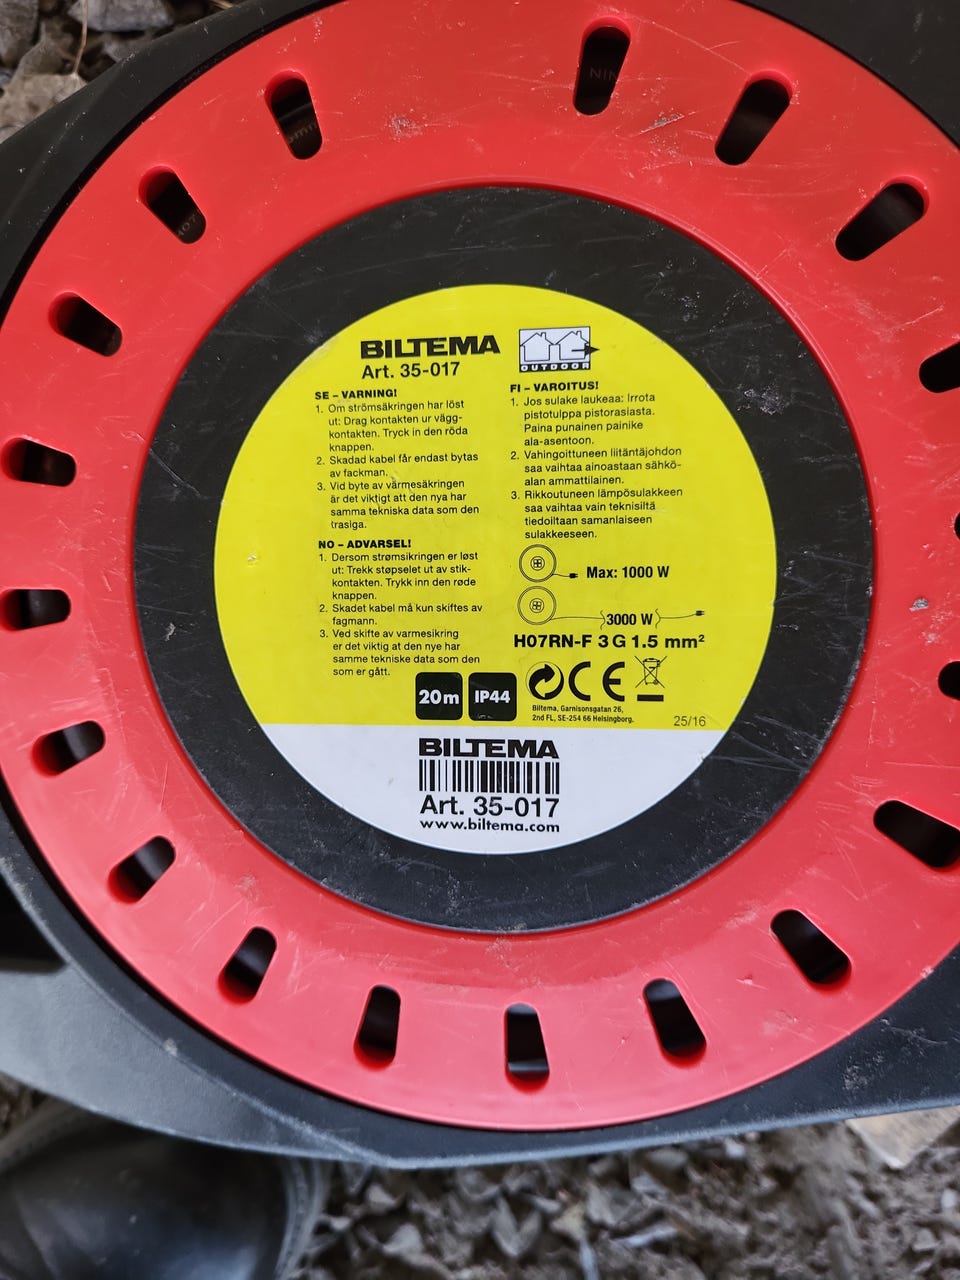 BILTEMA
Art. 35-017
OUTDOOR
SE – VARNING!
1. Om strömsäkringen har löst
ut: Drag kontakten ur vägg-
kontakten. Tryck in den röda
knappen.
2. Skadad kabel får endast bytas
av fackman.
3. Vid byte av värmesäkringen
är det viktigt att den nya har
samma tekniska data som den
trasiga.
NO – ADVARSEL!
1. Dersom strømsikringen er løst
ut: Trekk støpselet ut av stik-
kontakten. Trykk inn den røde
knappen.
2. Skadet kabel må kun skiftes av
fagmann.
3. Ved skifte av varmesikring
er det viktig at den nye har
samme tekniske data som den
som er gått.
FI – VAROITUS!
1. Jos sulake laukeaa: Irrota
pistotulppa pistorasiasta.
Paina punainen painike
ala-asentoon.
2. Vahingoittuneen liitäntäjohdon
saa vaihtaa ainoastaan sähkö-
alan ammattilainen.
3. Rikkoutuneen lämpösulakkeen
saa vaihtaa vain teknisiltä
tiedoiltaan samanlaiseen
sulakkeeseen.
Max: 1000 W
3000 W
H07RN-F 3 G 1.5 mm²
20m IP44 CE
Biltema, Garnisonsgatan 26,
2nd FL, SE-254 66 Helsingborg.
25/16
BILTEMA
Art. 35-017
www.biltema.com